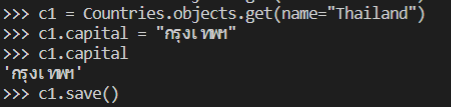 >>> c1 = Countries.objects.get(name="Thailand")
>>> c1.capital = "กรุงเทพฯ"
>>> c1.capital
'กรุงเทพฯ'
>>> c1.save()